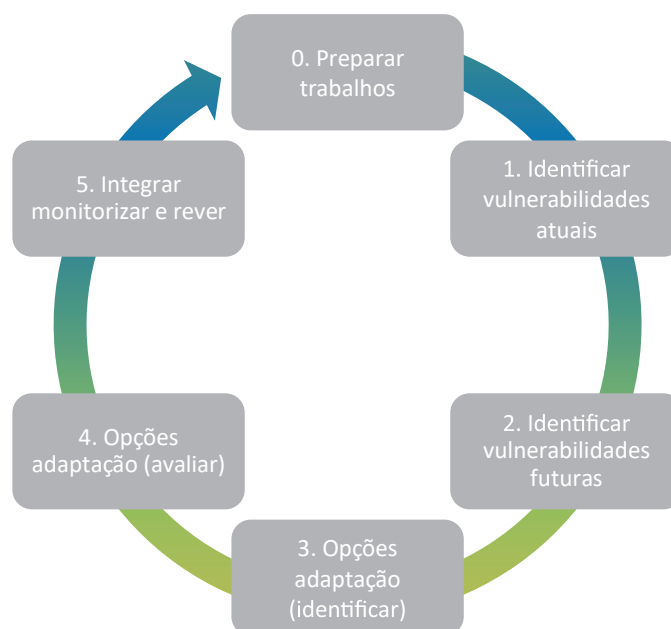 0. Preparar
trabalhos
1. Identificar
vulnerabilidades
atuais
2. Identificar
vulnerabilidades
futuras
3. Opções
adaptação
(identificar)
4. Opções
adaptação (avaliar)
5. Integrar
monitorizar e rever